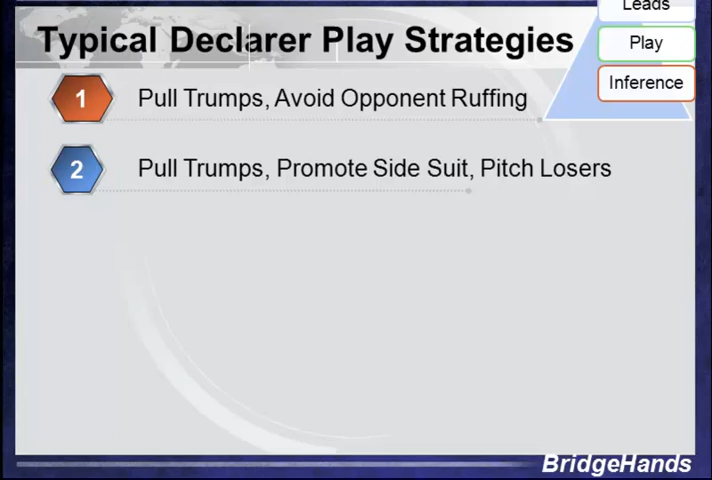 Leads
Typical Declarer Play Strategies
Play
Inference
1
Pull Trumps, Avoid Opponent Ruffing
2
Pull Trumps, Promote Side Suit, Pitch Losers
BridgeHands